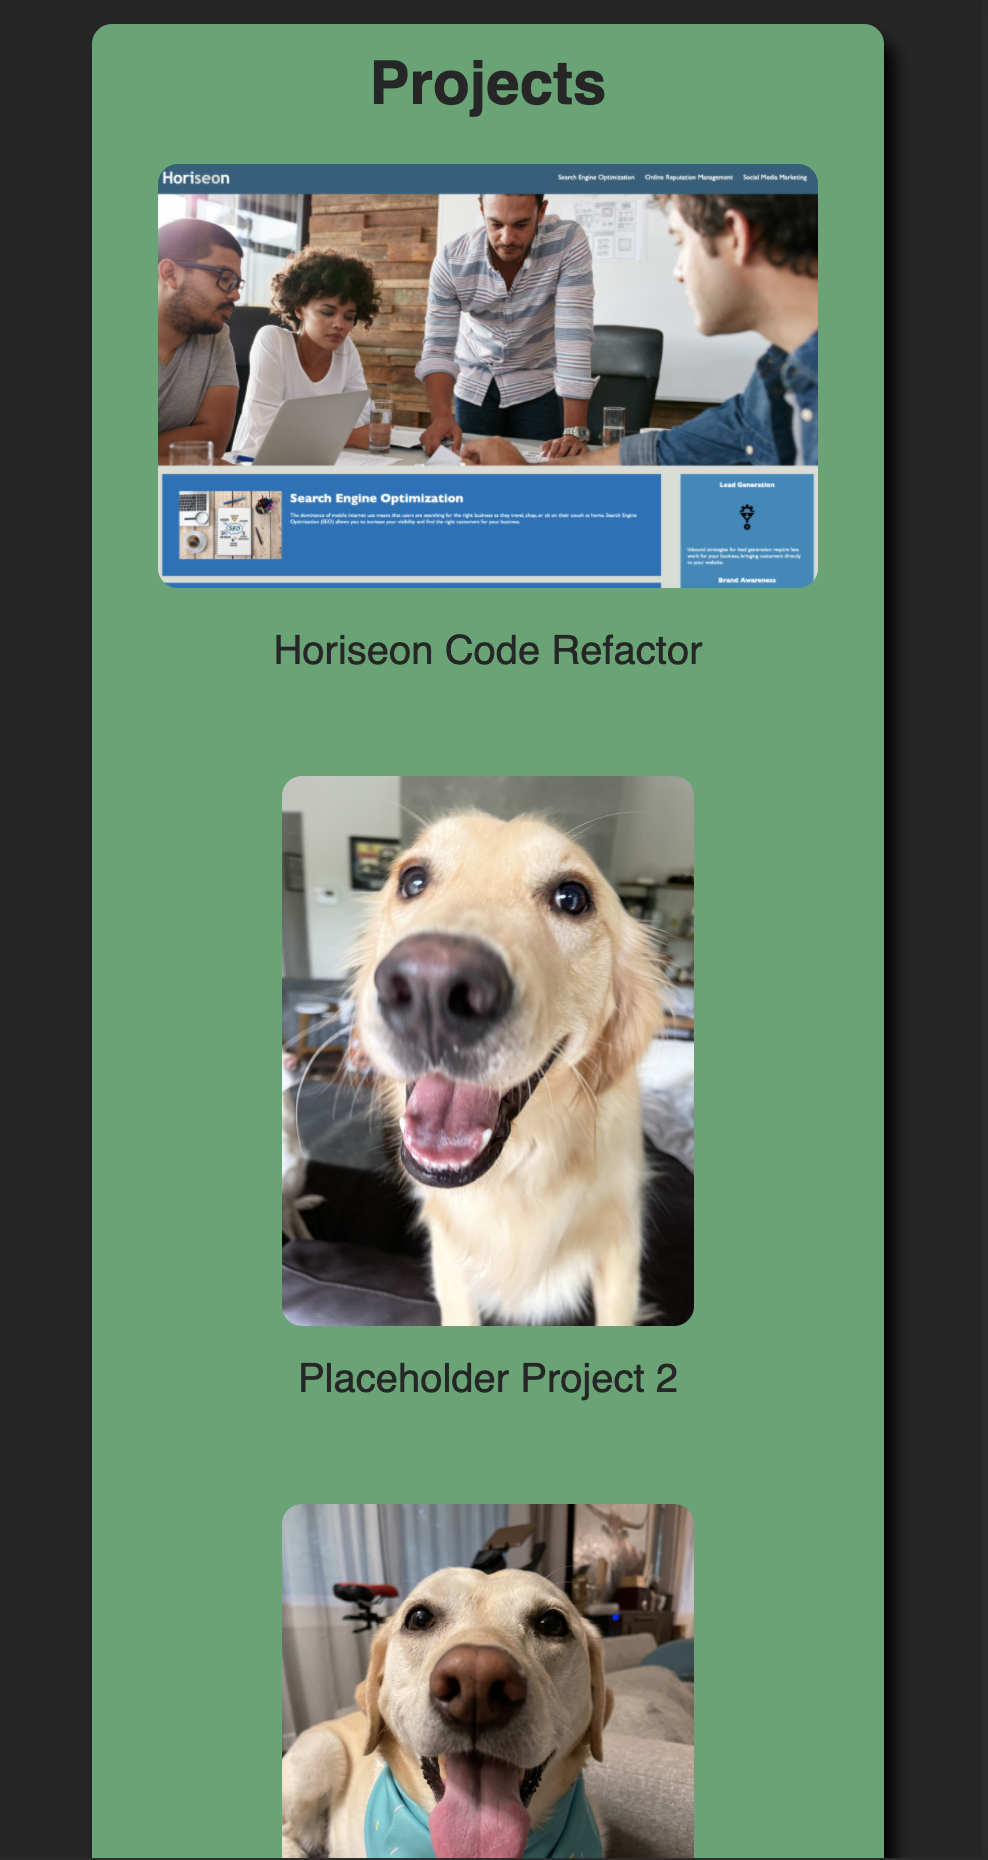 Projects
Horiseon
Search Engine Optimization Online Reputation Management Social Media Marketing
Search Engine Optimization
The dominance of mobile internet use means that users are searching for the right business as they travel, shop, or sit on their couch at home. Search Engine
Optimization (SEO) allows you to increase your visibility and find the right customers for your business.
SEO
Lead Generation
Inbound strategies for lead generation require less
work for your business, bringing customers directly
to your website.
Brand Awareness
Horiseon Code Refactor
Placeholder Project 2